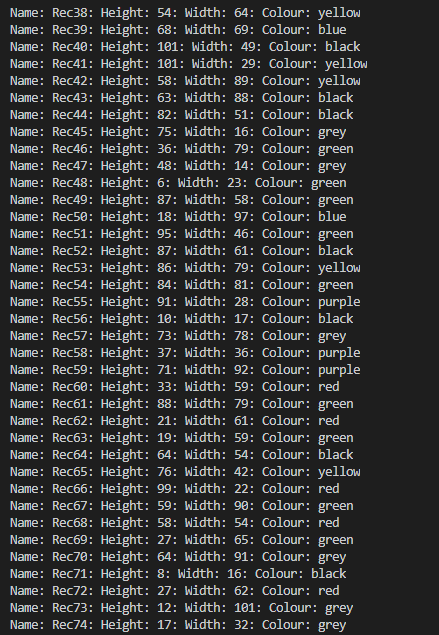 Name: Rec38: Height: 54: Width: 64: Colour: yellow
Name: Rec39: Height: 68: Width: 69: Colour: blue
Name: Rec40: Height: 101: Width: 49: Colour: black
Name: Rec41: Height: 101: Width: 29: Colour: yellow
Name: Rec42: Height: 58: Width: 89: Colour: yellow
Name: Rec43: Height: 63: Width: 88: Colour: black
Name: Rec44: Height: 82: Width: 51: Colour: black
Name: Rec45: Height: 75: Width: 16: Colour: grey
Name: Rec46: Height: 36: Width: 79: Colour: green
Name: Rec47: Height: 48: Width: 14: Colour: grey
Name: Rec48: Height: 6: Width: 23: Colour: green
Name: Rec49: Height: 87: Width: 58: Colour: green
Name: Rec50: Height: 18: Width: 97: Colour: blue
Name: Rec51: Height: 95: Width: 46: Colour: green
Name: Rec52: Height: 87: Width: 61: Colour: black
Name: Rec53: Height: 86: Width: 79: Colour: yellow
Name: Rec54: Height: 84: Width: 81: Colour: green
Name: Rec55: Height: 91: Width: 28: Colour: purple
Name: Rec56: Height: 10: Width: 17: Colour: black
Name: Rec57: Height: 73: Width: 78: Colour: grey
Name: Rec58: Height: 37: Width: 36: Colour: purple
Name: Rec59: Height: 71: Width: 92: Colour: purple
Name: Rec60: Height: 33: Width: 59: Colour: red
Name: Rec61: Height: 88: Width: 79: Colour: green
Name: Rec62: Height: 21: Width: 61: Colour: red
Name: Rec63: Height: 19: Width: 59: Colour: green
Name: Rec64: Height: 64: Width: 54: Colour: black
Name: Rec65: Height: 76: Width: 42: Colour: yellow
Name: Rec66: Height: 99: Width: 22: Colour: red
Name: Rec67: Height: 59: Width: 90: Colour: green
Name: Rec68: Height: 58: Width: 54: Colour: red
Name: Rec69: Height: 27: Width: 65: Colour: green
Name: Rec70: Height: 64: Width: 91: Colour: grey
Name: Rec71: Height: 8: Width: 16: Colour: black
Name: Rec72: Height: 27: Width: 62: Colour: red
Name: Rec73: Height: 12: Width: 101: Colour: grey
Name: Rec74: Height: 17: Width: 32: Colour: grey